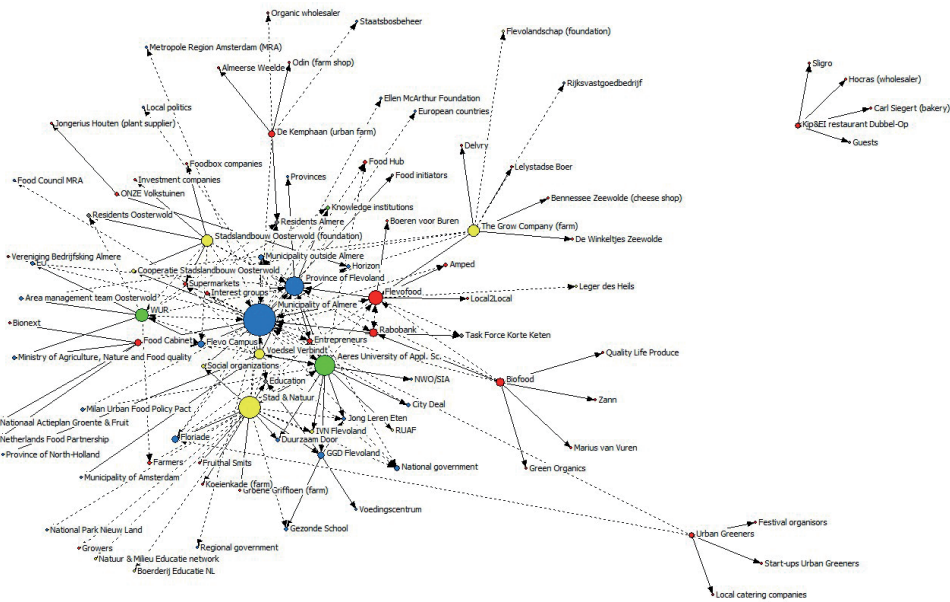 Organic wholesaler
Staatsbosbeheer
Flevolandschap (foundation)
Metropole Region Amsterdam (MRA)
Odin (farm shop)
Almeerse Weelde
Sligro
Rijksvastgoedbedrijf
Hocras (wholesaler)
Ellen McArthur Foundation
Local politics
European countries
Carl Siegert (bakery)
Jongerius Houten (plant supplier)
Kip&EI restaurant Dubbel-Op
De Kemphaan (urban farm)
Guests
Delvry
Foodbox companies
Food Hub
Lelystadse Boer
Food Council MRA
Investment companies
Provinces
Food initiators
ONZE Volkstuinen
Bennessee Zeewolde (cheese shop)
Residents Oosterwold
Knowledge institutions
Residents Almere
Boeren voor Buren
The Grow Company (farm)
Stadslandbouw Oosterwold (foundation)
De Winkeltjes Zeewolde
Vereniging Bedrijfskring Almere
Municipality outside Almere
EU
Horizon
Amped
Cooperatie Stadslandbouw Oosterwold
Province of Flevoland
Supermarkets
Leger des Heils
Interest groups
Flevofood
Local2Local
Area management team Oosterwold
Municipality of Almere
WUR
Bionext
Rabobank
Task Force Korte Keten
Food Cabinet
Flevo Campus
Entrepreneurs
Voedsel Verbindt
Quality Life Produce
Ministry of Agriculture, Nature and Food quality
Aeres University of Appl. Sc.
Social organizations
NWO/SIA
Biofood
Education
Stad & Natuur
Zann
Milan Urban Food Policy Pact
City Deal
Nationaal Actieplan Groente & Fruit
Jong Leren Eten
IVN Flevoland
RUAF
Netherlands Food Partnership
Floriade
Duurzaam Door
Marius van Vuren
Province of North-Holland
GGD Flevoland
Farmers
Fruithal Smits
National government
Green Organics
Municipality of Amsterdam
Koeienkade (farm)
Groene Griffioen (farm)
Voedingscentrum
Festival organisors
National Park Nieuw Land
Gezonde School
Urban Greeners
Growers
Regional government
Natuur & Milieu Educatie network
Start-ups Urban Greeners
Boerderij Educatie NL
Local catering companies